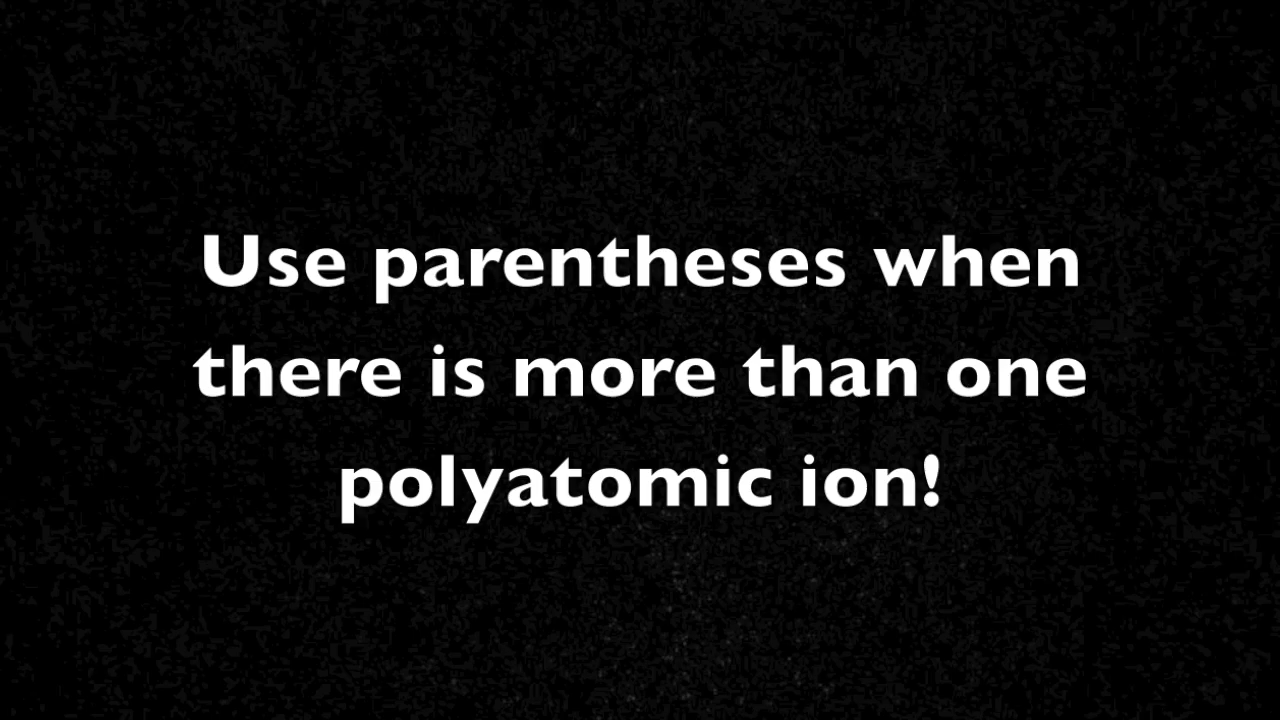 Use parentheses when
there is more than one
polyatomic ion!